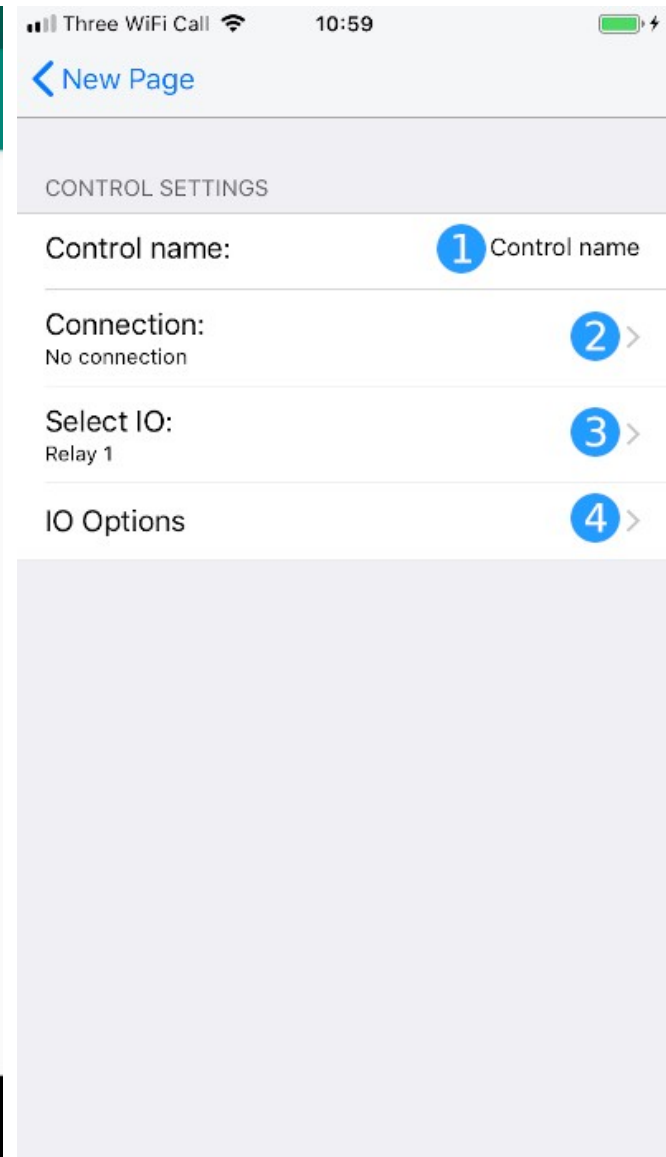 Three WiFi Call 10:59
New Page
CONTROL SETTINGS
Control name: 1 Control name
Connection: 2
No connection
Select IO: 3
Relay 1
IO Options 4